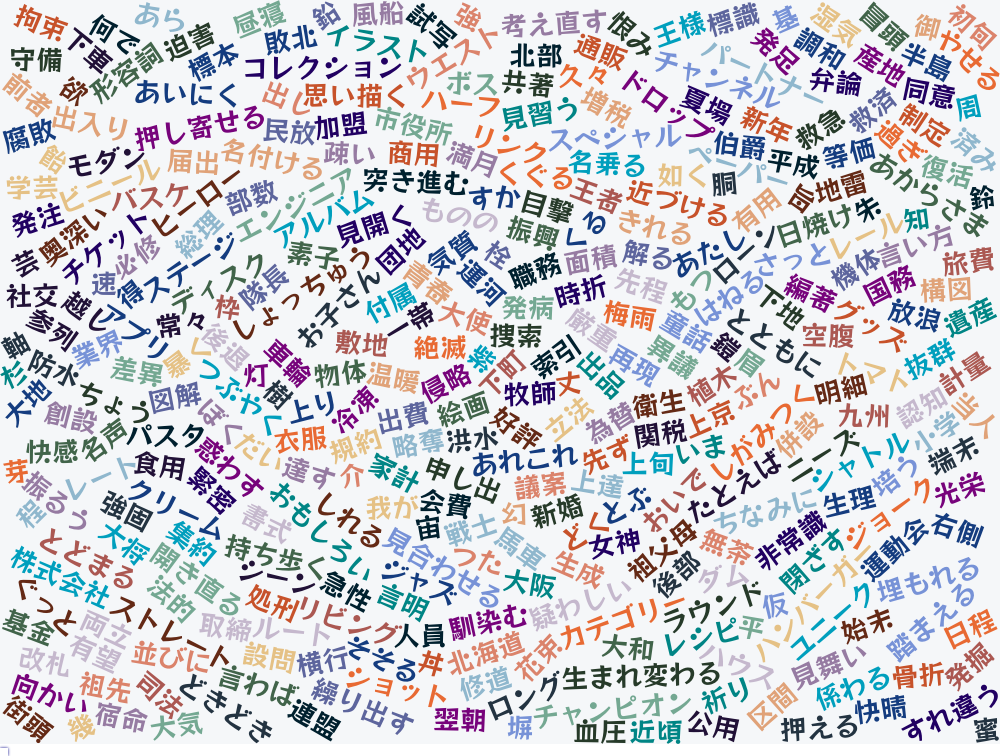 拘束
何で
あら
昼寝
鉛
風船
試写
強
考え直す
恨み
王様
標識
基
湿気
冒頭
御
初旬
守備
下車
形容詞
迫害
標本
敗北
イラスト
ウエスト
北部
通販
パートナー
発足
調和
産地
半島
やせる
欲
コレクション
ボス
共著
久々
チャンネル
弁論
同意
前者
出入り
あいにく
出し
思い描く
ハーフ
見習う
増税
ドロップ
夏場
新年
救急
救済
制定
周
腐敗
押し寄せる
民放
加盟
市役所
リンク
スペシャル
伯爵
平成
等価
過ぎ
済み
飴
モダン
届出
名付ける
疎い
商用
満月
くぐる
名乗る
ペーパー
如く
胴
あからさま
復活
学芸
ビニール
バスケ
ヒーロー
部数
エンジニア
突き進む
すか
目撃
王者
近づける
有用
局地
雷
鈴
発注
奥深い
チケット
総理
アルバム
見開く
ものの
振興
きれる
日焼け
朱
知
芸
速
必修
ステージ
素子
団地
気質
栓
職務
面積
解る
あたし
さっと
レール
機体
言い方
旅費
社交
越し
得
ディスク
枠
隊長
しょっちゅう
お子さん
付属
青春
運河
発病
時折
先程
もつ
ロン
はねる
下地
編著
国務
構図
参列
アプリ
常々
後退
一帯
大使
捜索
厳重
梅雨
童話
とともに
空腹
グッズ
放浪
遺産
軸
防水
業界
差異
暴く
つぶやく
車輪
敷地
絶滅
紫
下町
索引
再現
異議
鎧
眉
マイ
抜群
杉
大地
ちょう
図解
灯
樹
物体
温暖
侵略
牧師
丈
出品
植木
ぶん
明細
計量
創設
ぼく
上り
冷凍
出費
絵画
好評
立法
為替
衛生
上京
しがみつく
併設
九州
認知
些
快感
名声
パスタ
だい
衣服
規約
略奪
洪水
あれこれ
先ず
関税
いま
ニーズ
シャトル
小学
芽
振るう
レート
食用
惑わす
緊密
達す
介
家計
申し出
議案
上達
上旬
おいで
たとえば
ちなみに
生理
培う
端末
強固
クリーム
書式
おもしろい
しれる
我が
会費
宙
幻
新婚
とぶ
どく
祖父母
無茶
非常識
ジョーク
光栄
とどまる
大将
集約
持ち歩く
見合わせる
戦士
馬車
女神
後部
ダム
閉ざす
運動会
右側
株式会社
開き直る
法的
シーン
急性
ジャズ
つた
大阪
生成
仮
ハンバーガー
埋もれる
ぐっと
ストレート
処刑
リビング
言明
馴染む
疑わしい
カテゴリー
ラウンド
レシピ
平
ユニーク
始末
踏まえる
基金
両立
有望
取締
ルート
人員
北海道
花束
大和
ハウス
見舞い
日程
改札
並びに
設問
横行
そそる
丼
修道
ロング
生まれ変わる
係わる
骨折
発掘
向かい
祖先
司法
どきどき
言わば
繰り出す
ショット
チャンピオン
祈り
区間
快晴
街頭
幾
宿命
大気
連盟
翌朝
塀
血圧
近頃
公用
押える
すれ違う
蜜